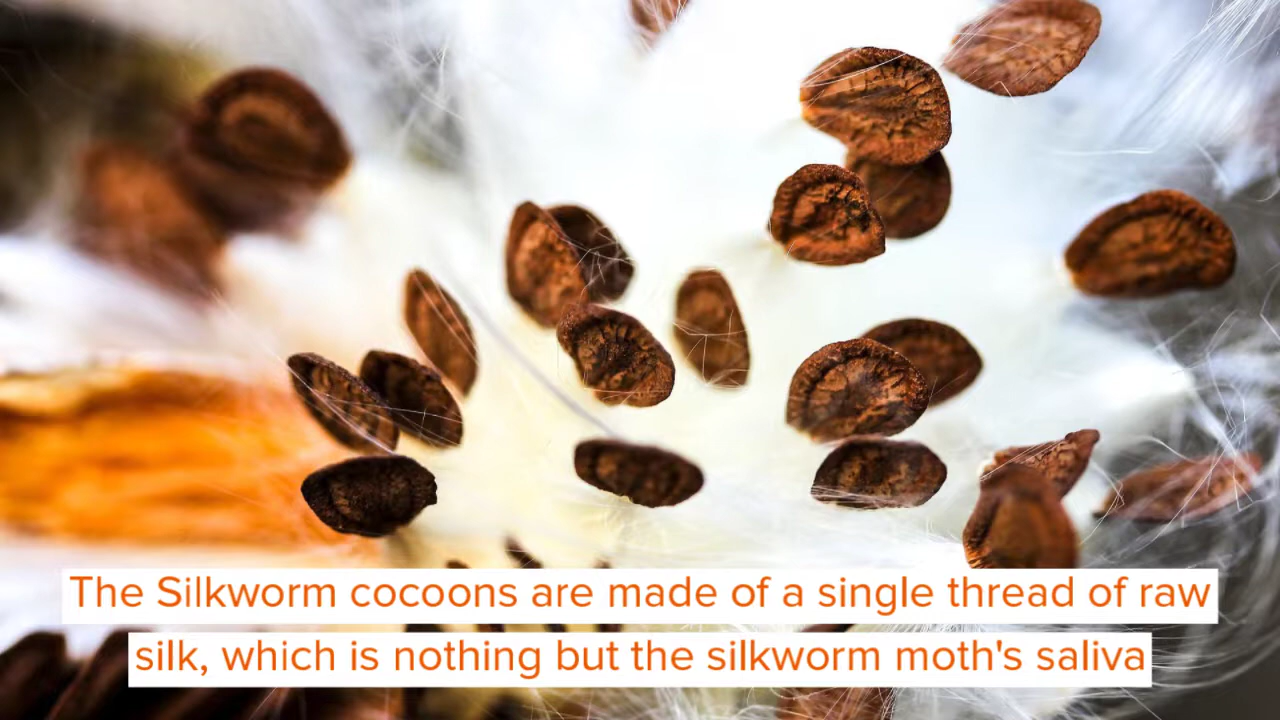 The Silkworm cocoons are made of a single thread of raw
silk, which is nothing but the silkworm moth's saliva